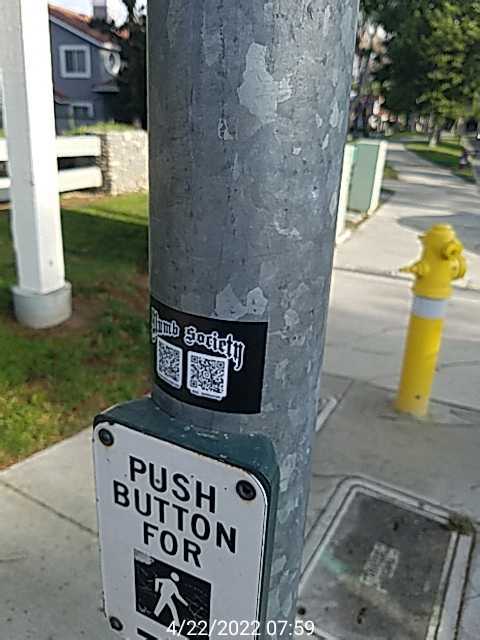 Numb Society
PUSH
BUTTON
FOR
4/22/2022 07:59